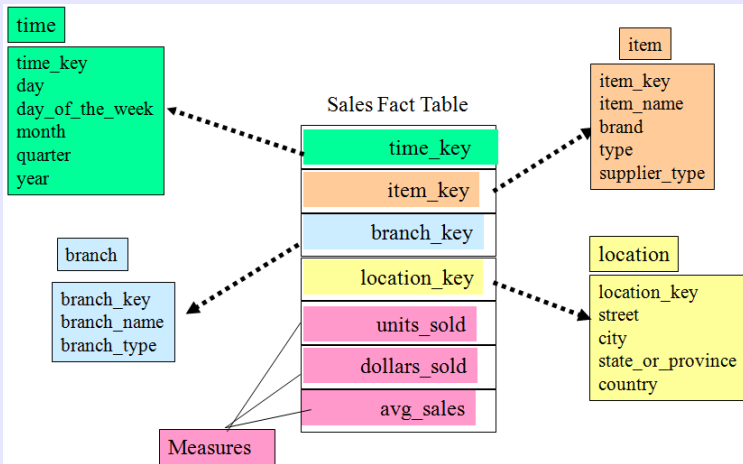 time
time_key
day
day_of_the_week
month
quarter
year
item
item_key
item_name
brand
type
supplier_type
Sales Fact Table
time_key
item_key
branch_key
location_key
units_sold
dollars_sold
avg_sales
branch
branch_key
branch_name
branch_type
location
location_key
street
city
state_or_province
country
Measures